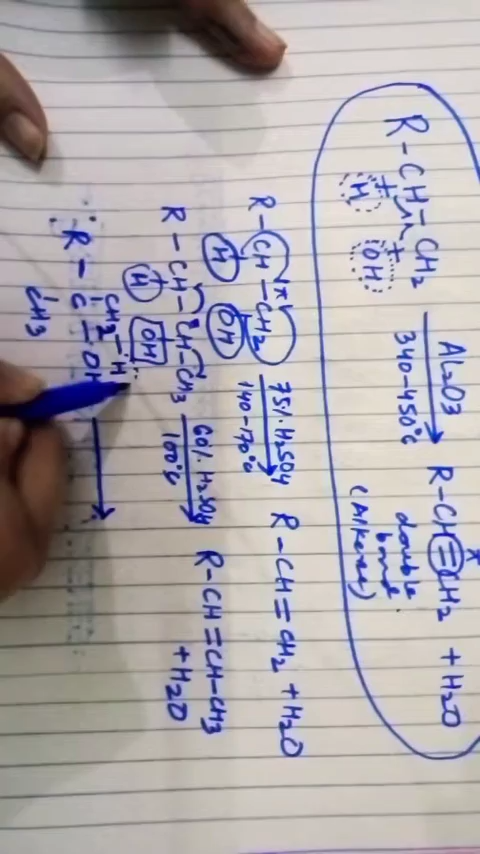 R-CH=CH2 Al2O3 R-CH=CH2 + H2O
H OH 340-450°C double
bond
(Alkenes)
R-CH-CH2 75%.H2SO4 R-CH=CH2 + H2O
H OH 140-170°C
R-CH-CH-CH3 60%.H2SO4 R-CH=CH-CH3
H OH 100°C + H2O
CH2-H
R-C-OH
CH3